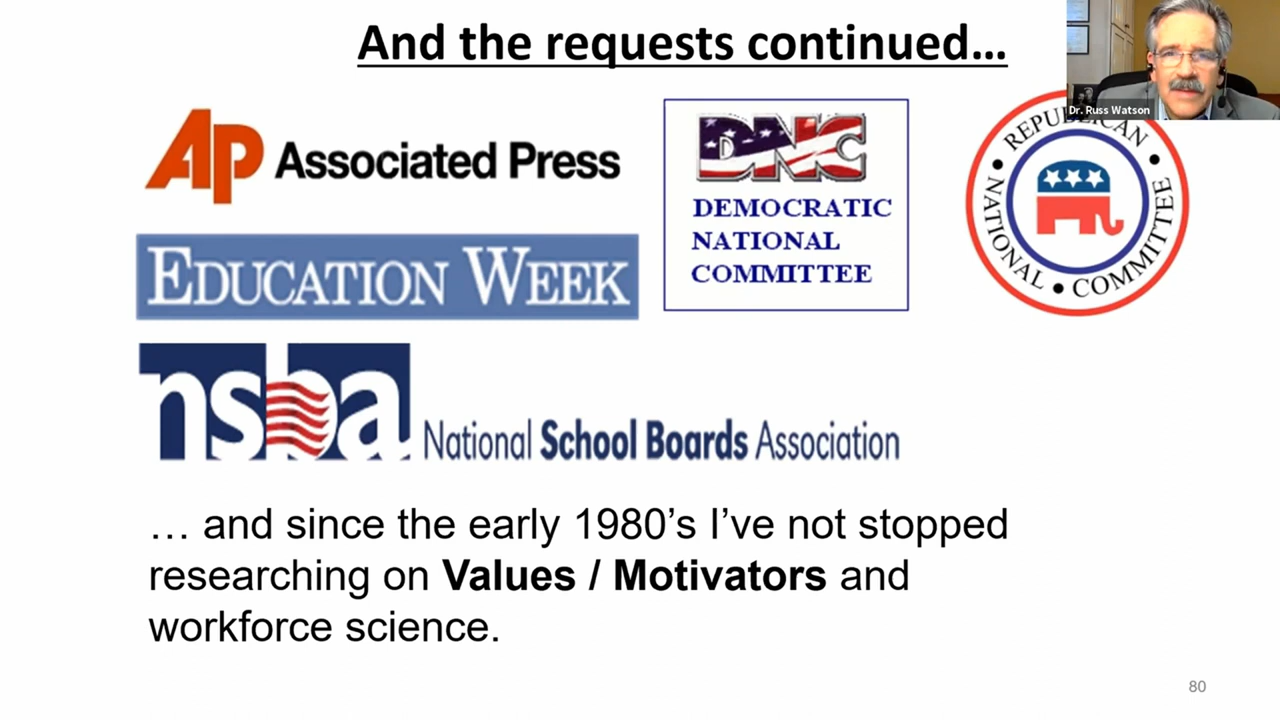 And the requests continued...
Dr. Russ Watson
AP Associated Press
DNC
DEMOCRATIC
NATIONAL
COMMITTEE
REPUBLICAN NATIONAL • COMMITTEE •
EDUCATION WEEK
nsba National School Boards Association
… and since the early 1980’s I’ve not stopped
researching on Values / Motivators and
workforce science.
80